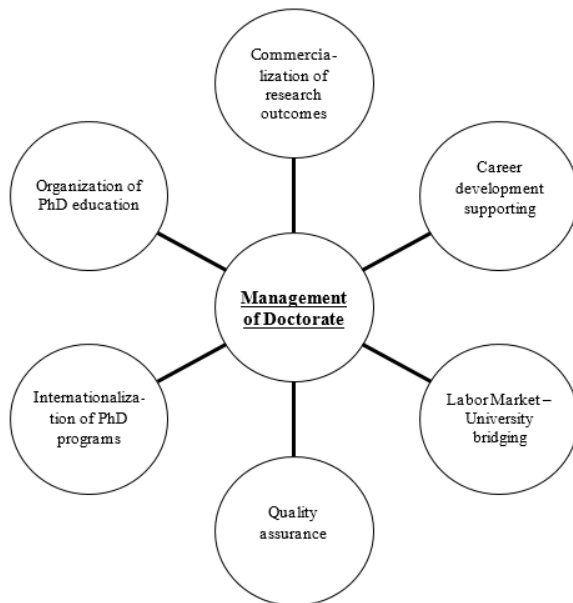 Commercia-
lization of
research
outcomes
Organization of
PhD education
Career
development
supporting
Management
of Doctorate
Internationaliza-
tion of PhD
programs
Labor Market –
University
bridging
Quality
assurance